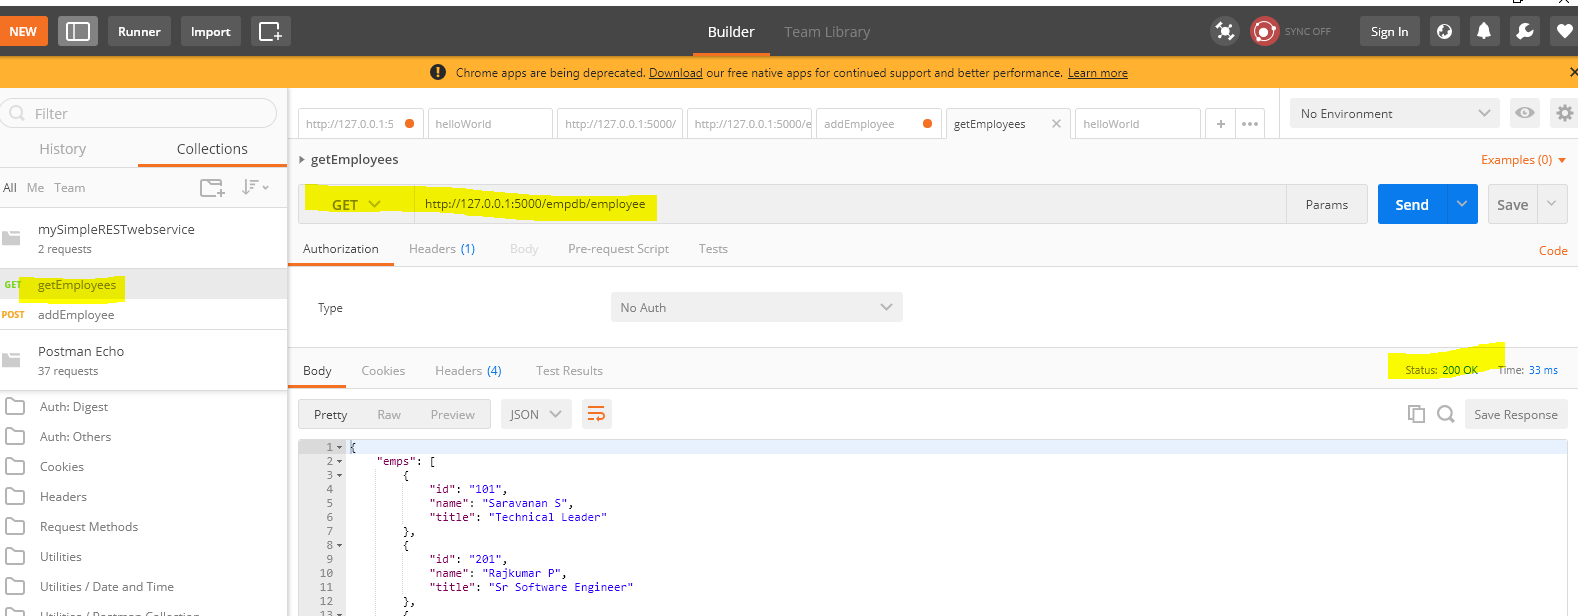 NEW Runner Import Builder Team Library SYNC OFF Sign In
Chrome apps are being deprecated. Download our free native apps for continued support and better performance. Learn more
Filter
History Collections
All Me Team
mySimpleRESTwebservice
2 requests
GET getEmployees
POST addEmployee
Postman Echo
37 requests
Auth: Digest
Auth: Others
Cookies
Headers
Request Methods
Utilities
Utilities / Date and Time
Utilities / Postman Collection
http://127.0.0.1:5 helloWorld http://127.0.0.1:5000/ http://127.0.0.1:5000/e addEmployee getEmployees helloWorld + No Environment
getEmployees Examples (0)
GET http://127.0.0.1:5000/empdb/employee Params Send Save
Authorization Headers (1) Body Pre-request Script Tests Code
Type No Auth
Body Cookies Headers (4) Test Results Status: 200 OK Time: 33 ms
Pretty Raw Preview JSON Save Response
1 {
2 "emps": [
3 {
4 "id": "101",
5 "name": "Saravanan S",
6 "title": "Technical Leader"
7 },
8 {
9 "id": "201",
10 "name": "Rajkumar P",
11 "title": "Sr Software Engineer"
12 },
13 {